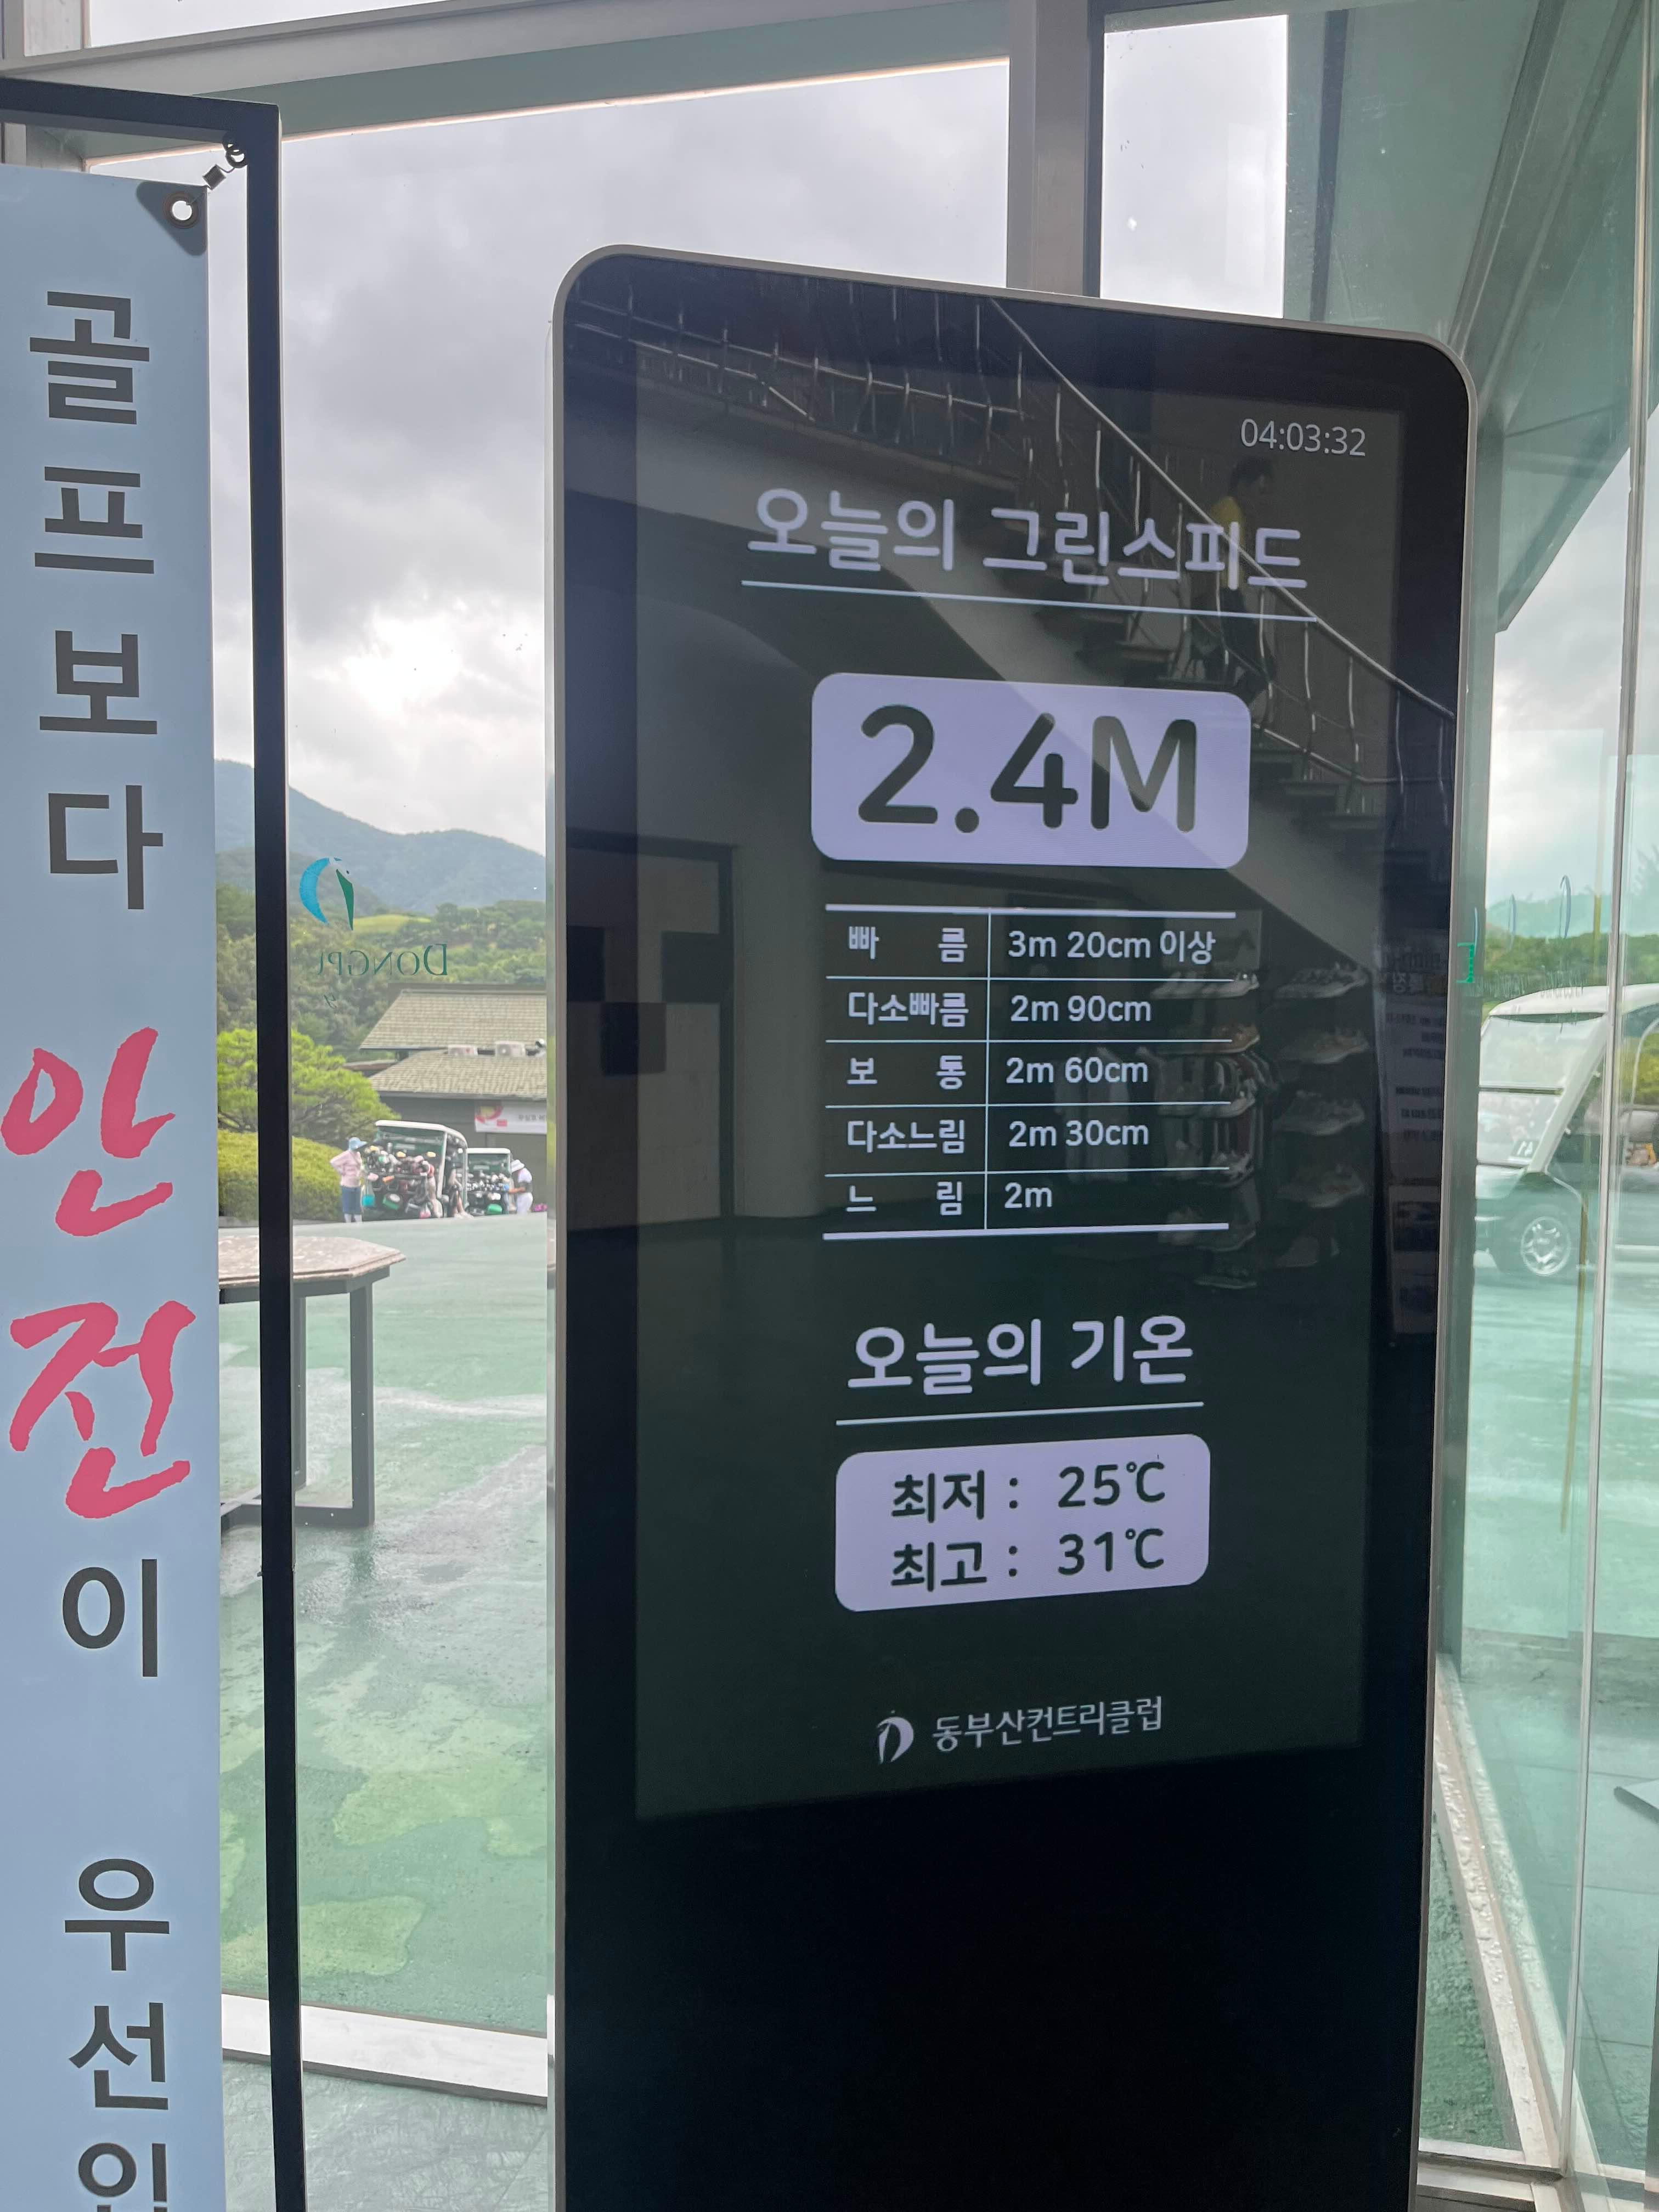 골프보다 안전이 우선입
04:03:32
오늘의 그린스피드
2.4M
빠 름 3m 20cm 이상
다소빠름 2m 90cm
보 통 2m 60cm
다소느림 2m 30cm
느 림 2m
오늘의 기온
최저 : 25℃
최고 : 31℃
동부산컨트리클럽
DONGPU